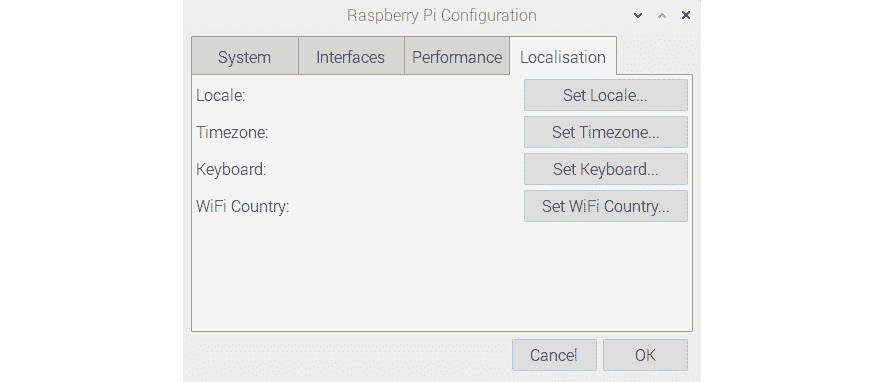 Raspberry Pi Configuration
System Interfaces Performance Localisation
Locale: Set Locale...
Timezone: Set Timezone...
Keyboard: Set Keyboard...
WiFi Country: Set WiFi Country...
Cancel OK